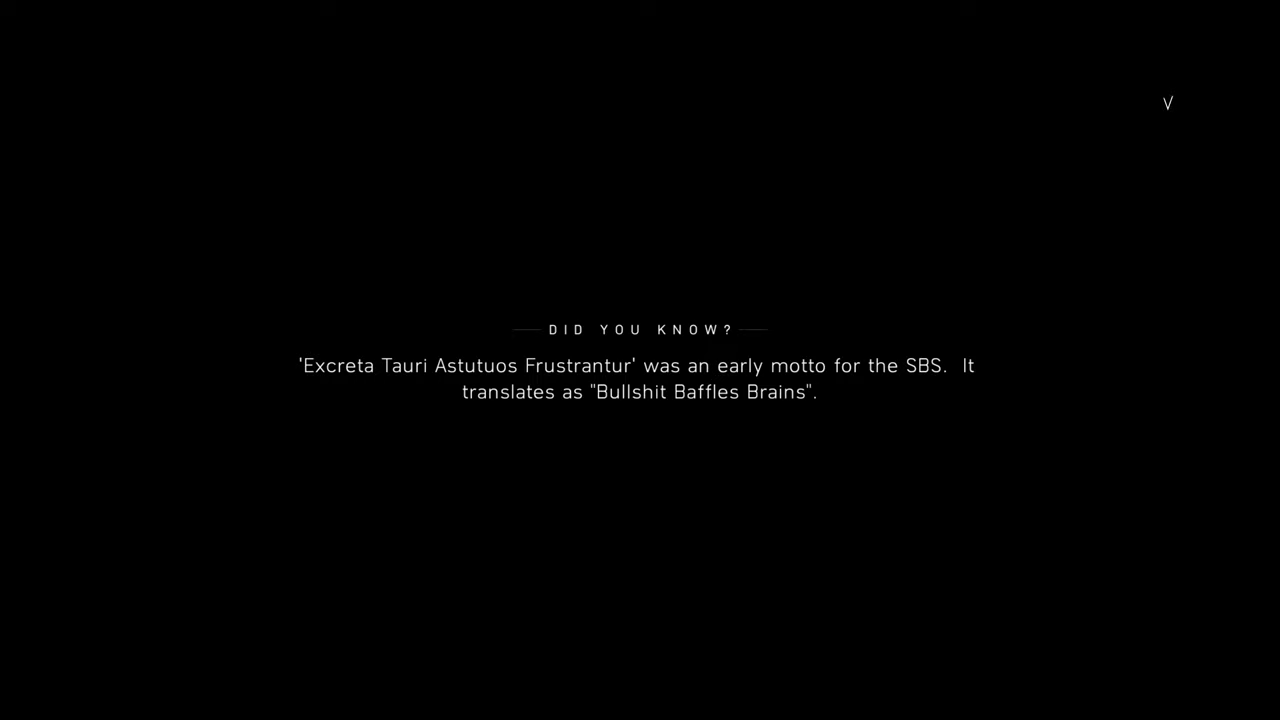 V
DID YOU KNOW?
'Excreta Tauri Astutuos Frustrantur' was an early motto for the SBS.  It
translates as "Bullshit Baffles Brains".